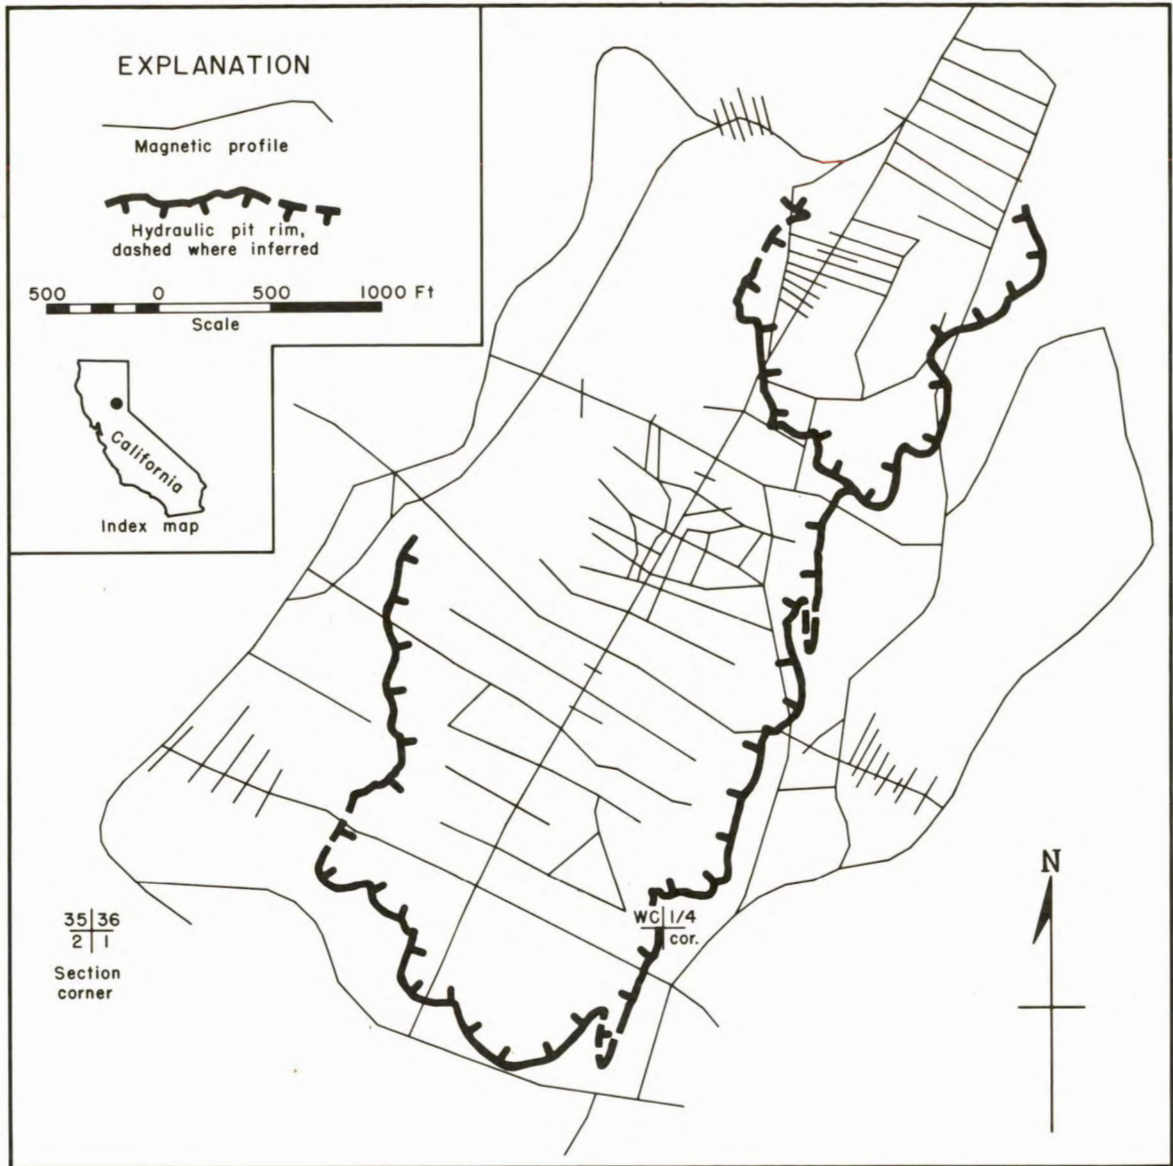 EXPLANATION
Magnetic profile
Hydraulic pit rim,
dashed where inferred
500 0 500 1000 Ft
Scale
California
Index map
35 36
2 1
Section
corner
WC 1/4
cor.
N